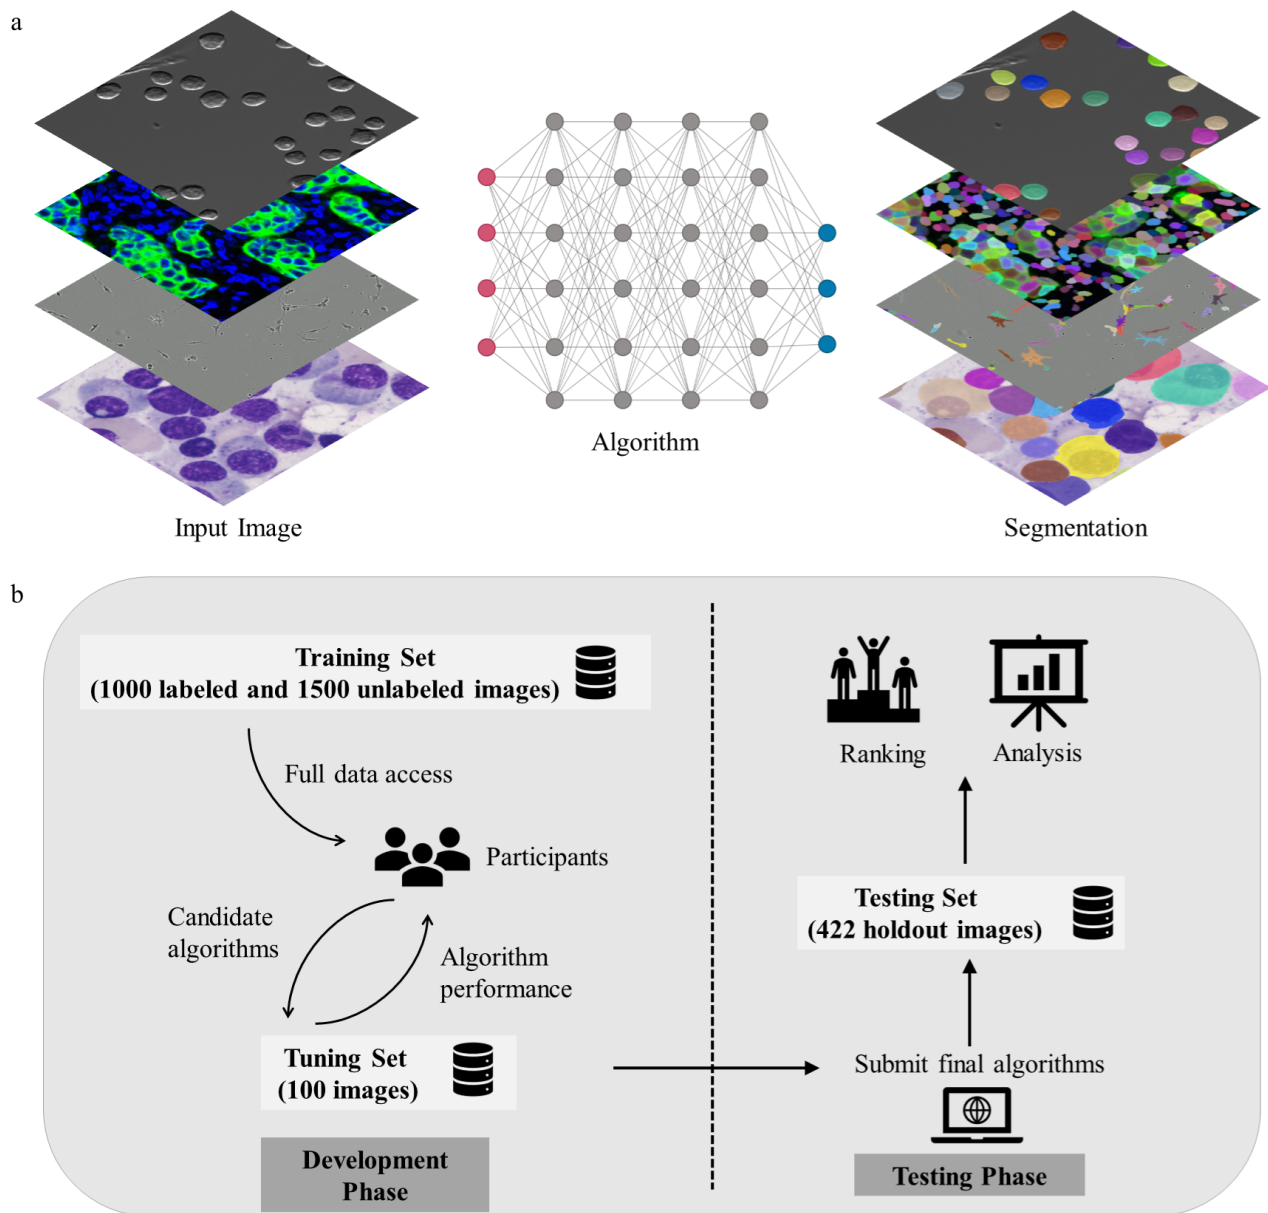 a
Input Image
Algorithm
Segmentation
b
Training Set
(1000 labeled and 1500 unlabeled images)
Full data access
Participants
Candidate
algorithms
Algorithm
performance
Tuning Set
(100 images)
Development
Phase
Ranking
Analysis
Testing Set
(422 holdout images)
Submit final algorithms
Testing Phase